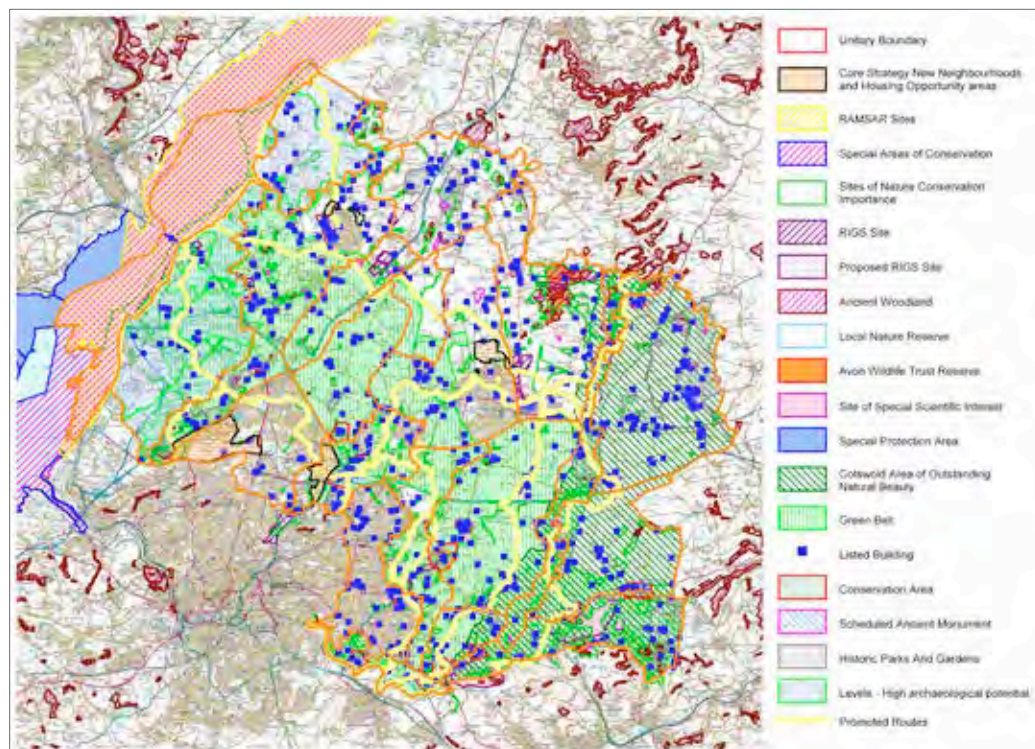 Unitary Boundary
Core Strategy New Neighbourhoods
and Housing Opportunity areas
RAMSAR Sites
Special Areas of Conservation
Sites of Nature Conservation
Importance
RIGS Site
Proposed RIGS Site
Ancient Woodland
Local Nature Reserve
Avon Wildlife Trust Reserve
Site of Special Scientific Interest
Special Protection Area
Cotswold Area of Outstanding
Natural Beauty
Green Belt
Listed Building
Conservation Area
Scheduled Ancient Monument
Historic Parks And Gardens
Levels - High archaeological potential
Promoted Routes